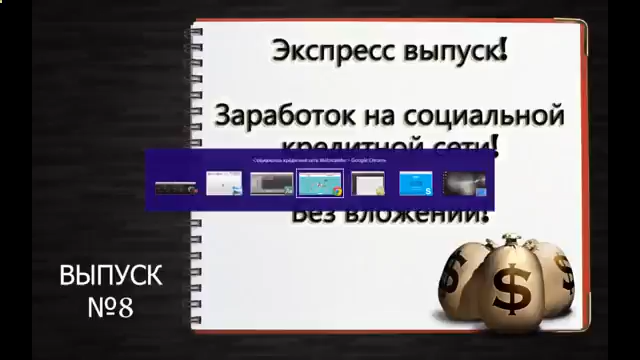 Экспресс выпуск!
Заработок на социальной
кредитной сети!
Без вложений!
ВЫПУСК
№8
$
$
$